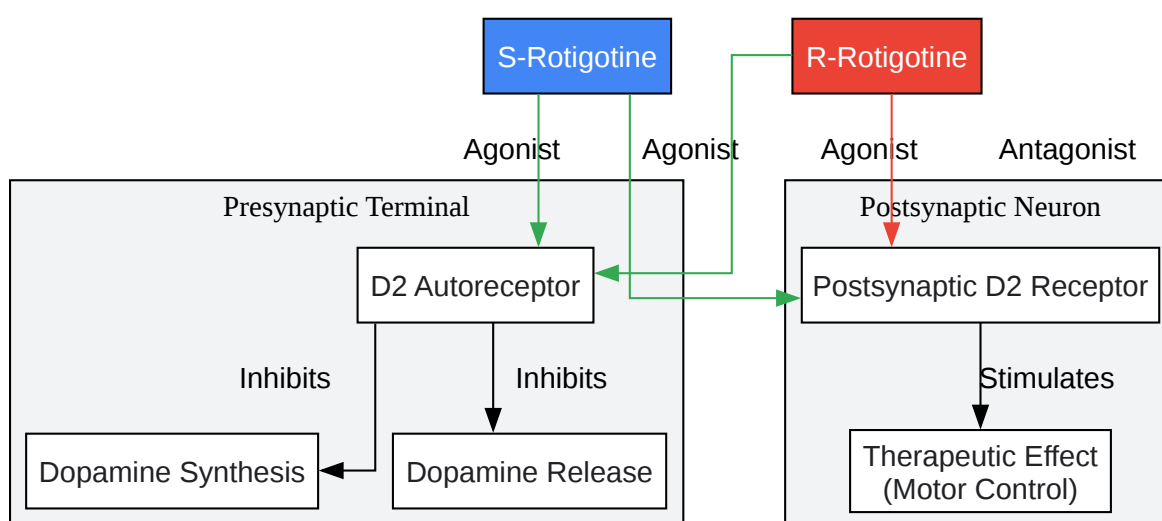 S-Rotigotine
R-Rotigotine
Agonist
Agonist
Agonist
Antagonist
Presynaptic Terminal
Postsynaptic Neuron
D2 Autoreceptor
Postsynaptic D2 Receptor
Inhibits
Inhibits
Stimulates
Dopamine Synthesis
Dopamine Release
Therapeutic Effect
(Motor Control)